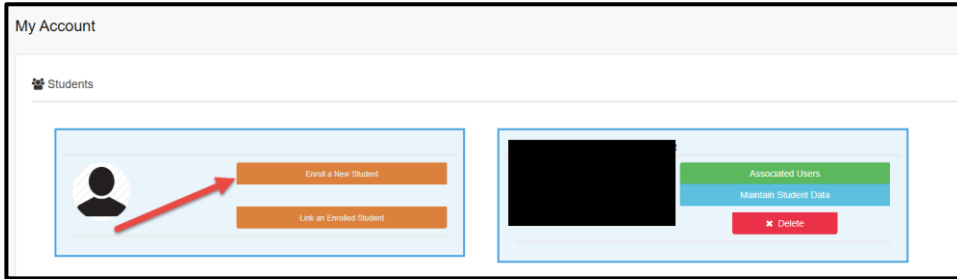 My Account
Students
Enroll a New Student
Link an Enrolled Student
Associated Users
Maintain Student Data
✖ Delete